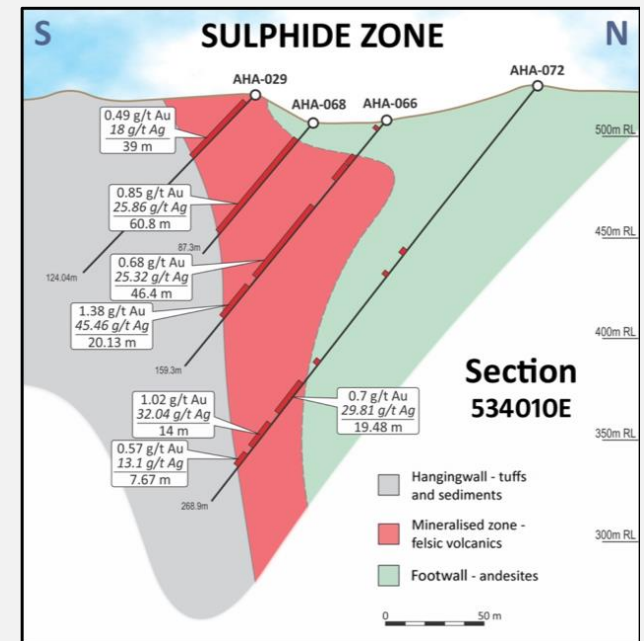 S
SULPHIDE ZONE
N
AHA-029
AHA-068
AHA-066
AHA-072
0.49 g/t Au
18 g/t Ag
39 m
0.85 g/t Au
25.86 g/t Ag
60.8 m
0.68 g/t Au
25.32 g/t Ag
46.4 m
1.38 g/t Au
45.46 g/t Ag
20.13 m
1.02 g/t Au
32.04 g/t Ag
14 m
0.57 g/t Au
13.1 g/t Ag
7.67 m
0.7 g/t Au
29.81 g/t Ag
19.48 m
124.04m
87.3m
159.3m
268.9m
500m RL
450m RL
400m RL
350m RL
300m RL
Section
534010E
Hangingwall - tuffs
and sediments
Mineralised zone -
felsic volcanics
Footwall - andesites
0
50 m